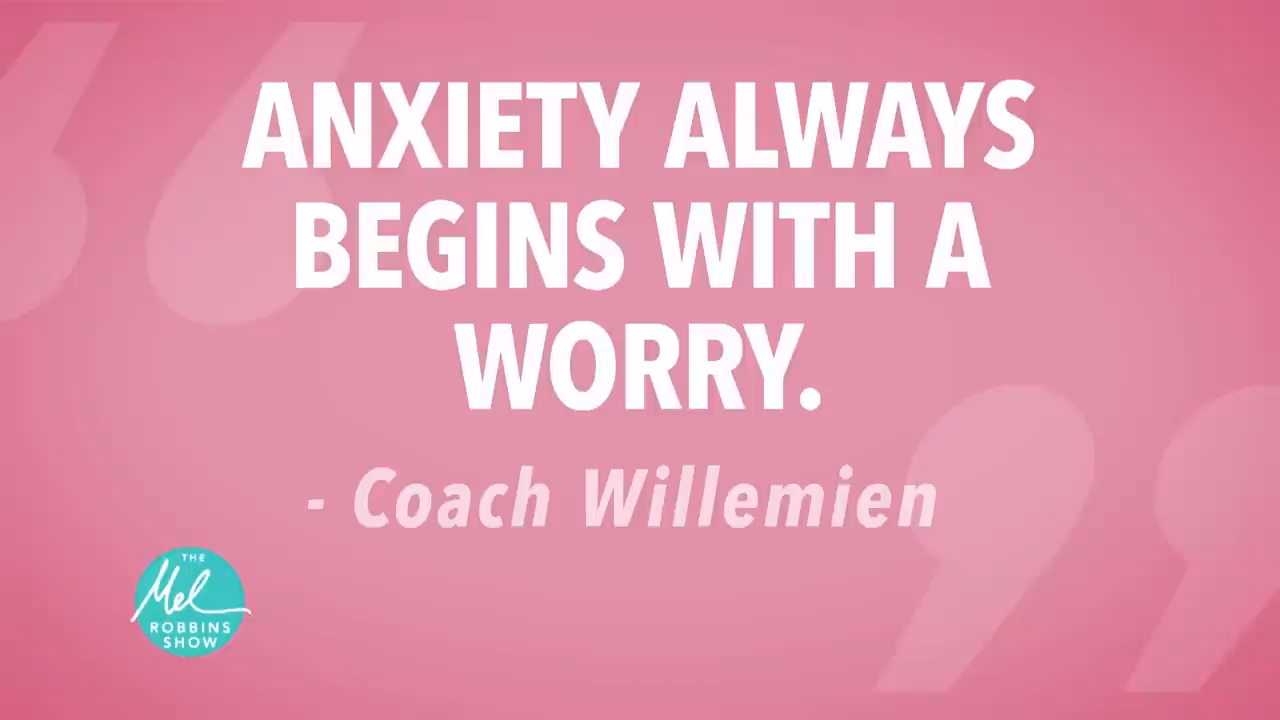 ANXIETY ALWAYS
BEGINS WITH A
WORRY.
- Coach Willemien
THE
Mel
ROBBINS
SHOW